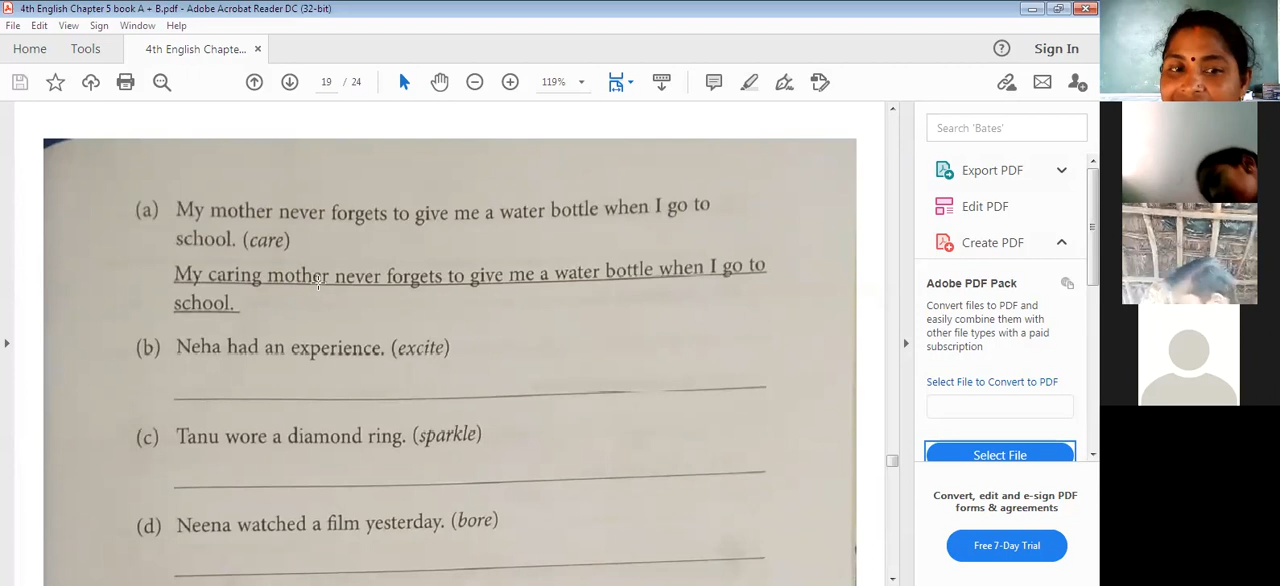 4th English Chapter 5 book A + B.pdf - Adobe Acrobat Reader DC (32-bit)
File Edit View Sign Window Help
Home Tools 4th English Chapte... × Sign In
19 / 24 119%
(a) My mother never forgets to give me a water bottle when I go to
school. (care)
My caring mother never forgets to give me a water bottle when I go to
school.
(b) Neha had an experience. (excite)
(c) Tanu wore a diamond ring. (sparkle)
(d) Neena watched a film yesterday. (bore)
Search 'Bates'
Export PDF
Edit PDF
Create PDF
Adobe PDF Pack
Convert files to PDF and
easily combine them with
other file types with a paid
subscription
Select File to Convert to PDF
Select File
Convert, edit and e-sign PDF
forms & agreements
Free 7-Day Trial